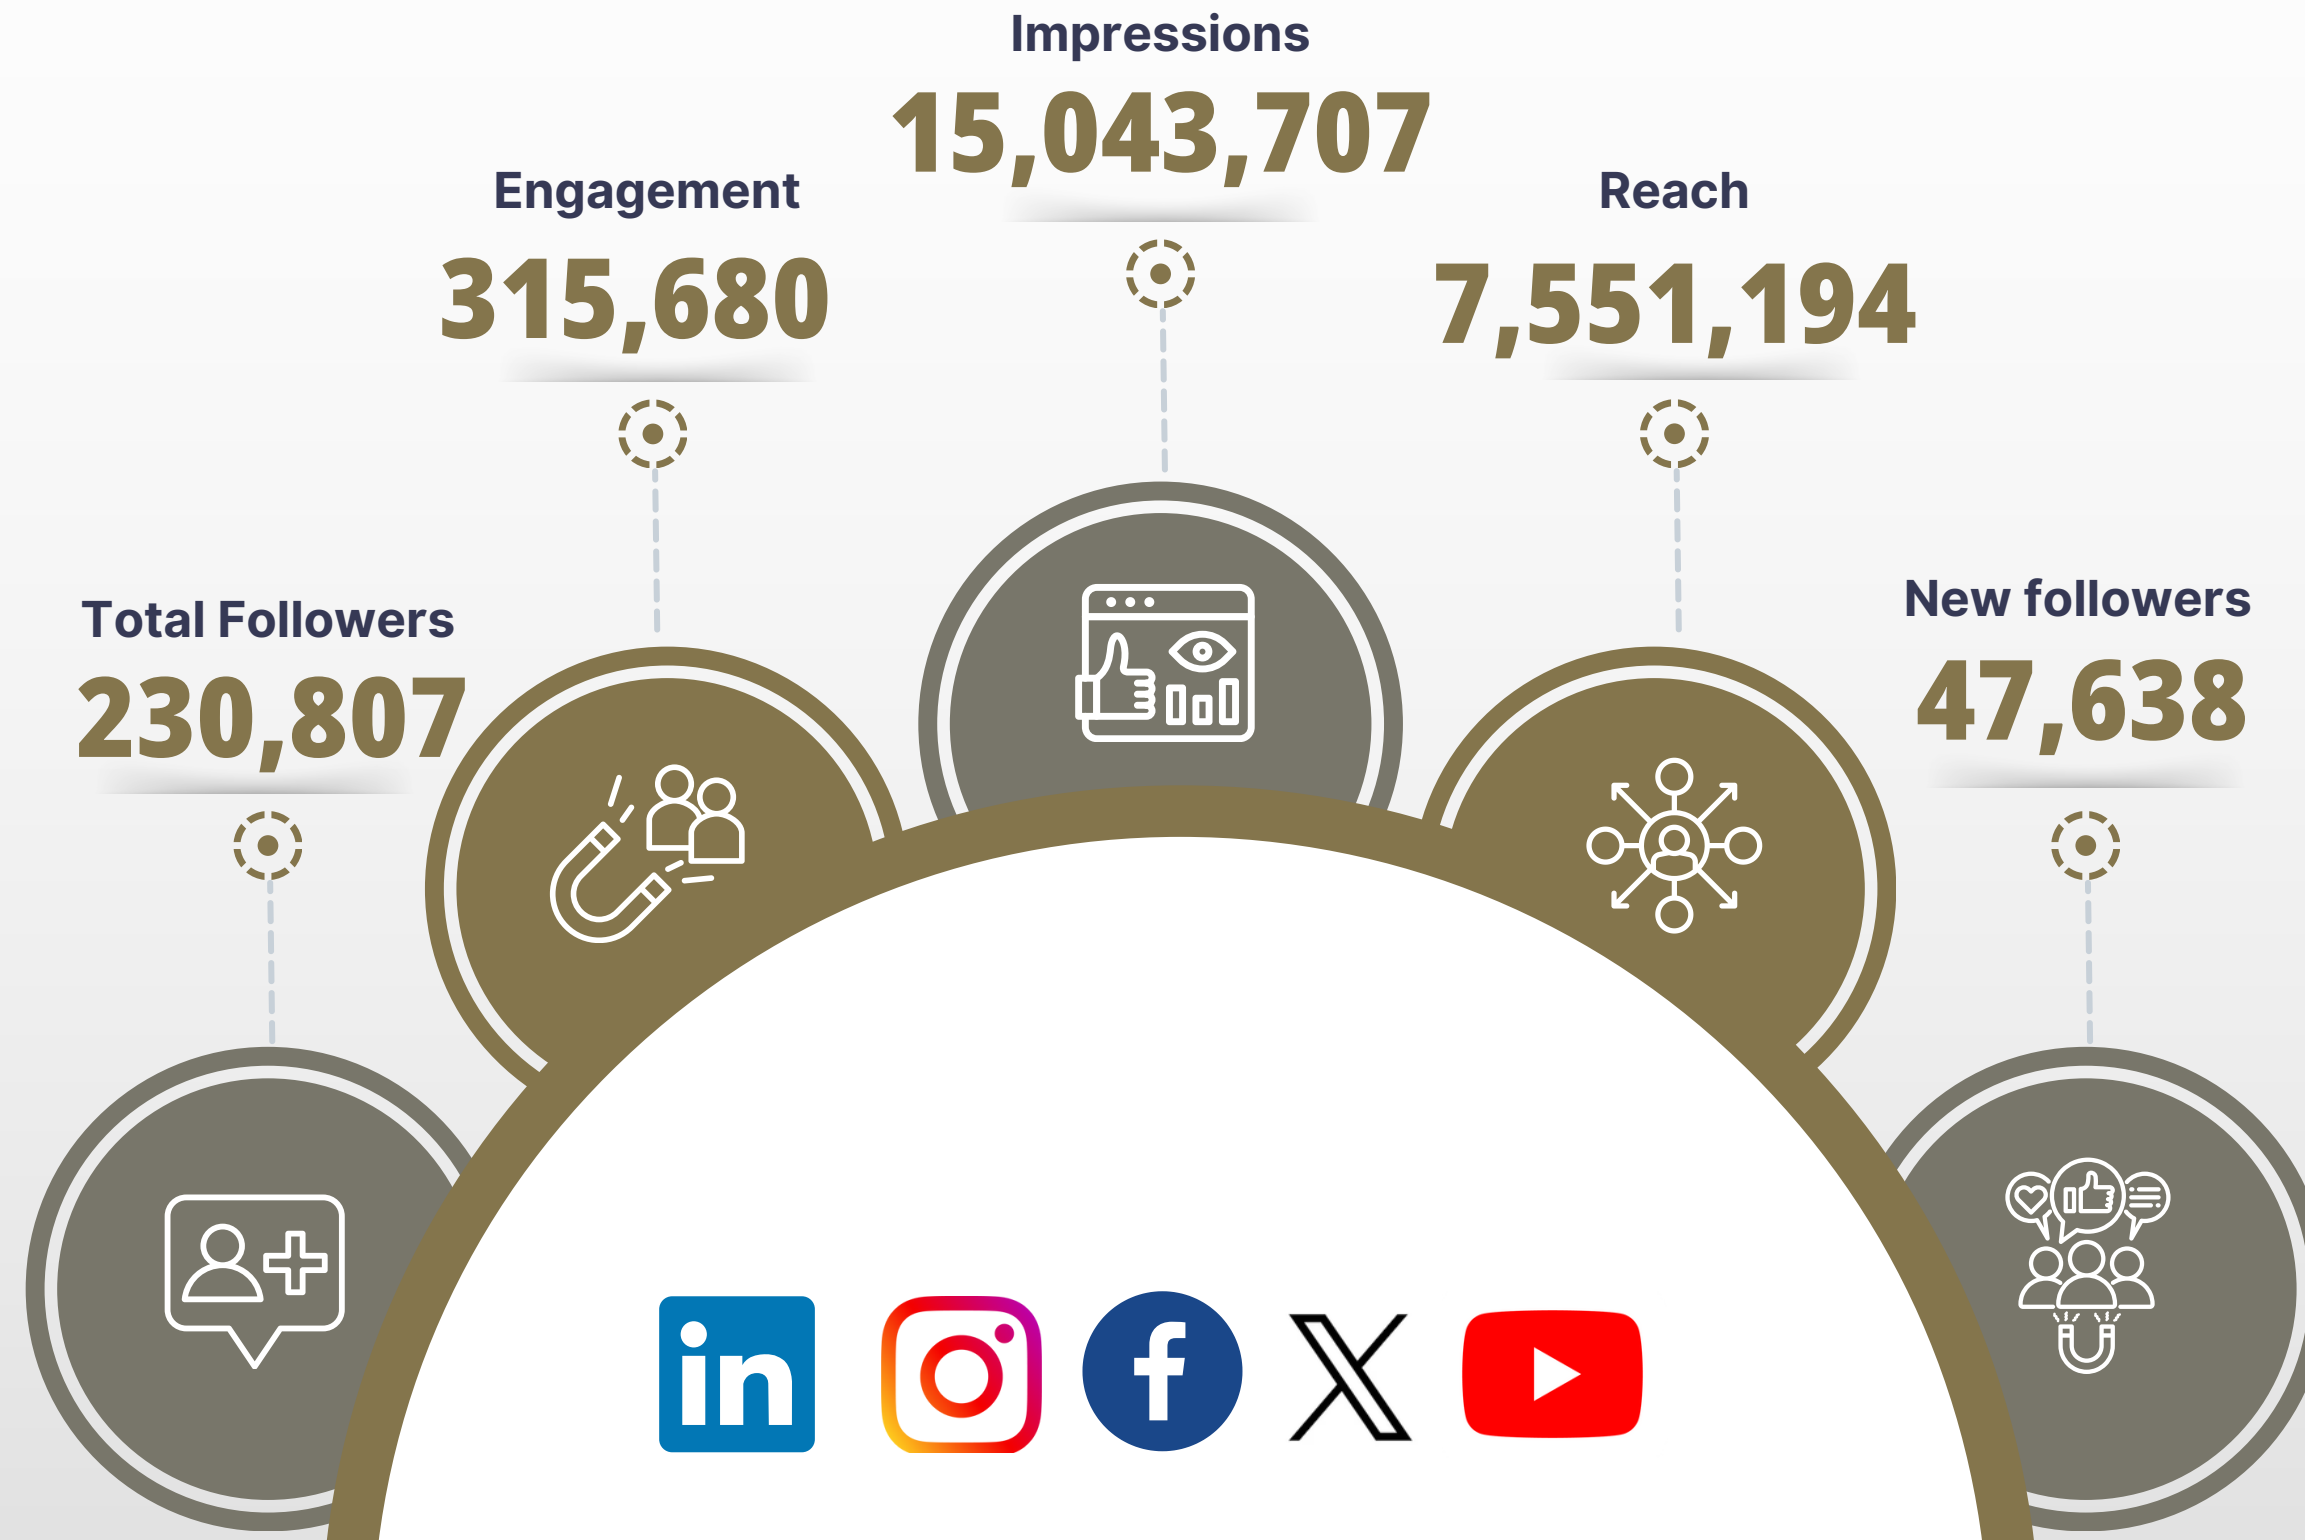 Impressions
15,043,707
Engagement
315,680
Reach
7,551,194
Total Followers
230,807
New followers
47,638
in
f
X